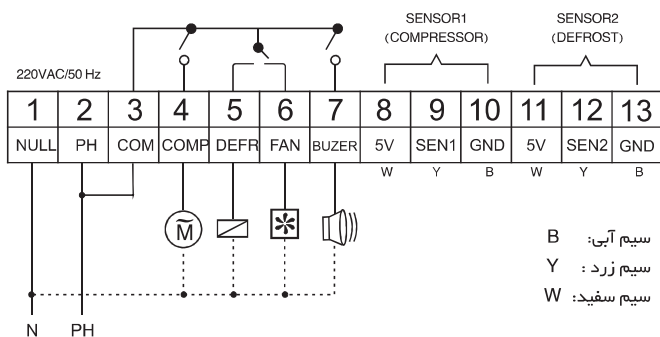 SENSOR1
(COMPRESSOR)
SENSOR2
(DEFROST)
220VAC/50 Hz
1 2 3 4 5 6 7 8 9 10 11 12 13
NULL PH COM COMP DEFR FAN BUZER 5V SEN1 GND 5V SEN2 GND
W Y B W Y B
M
سیم آبی: B
سیم زرد : Y
سیم سفید: W
N PH